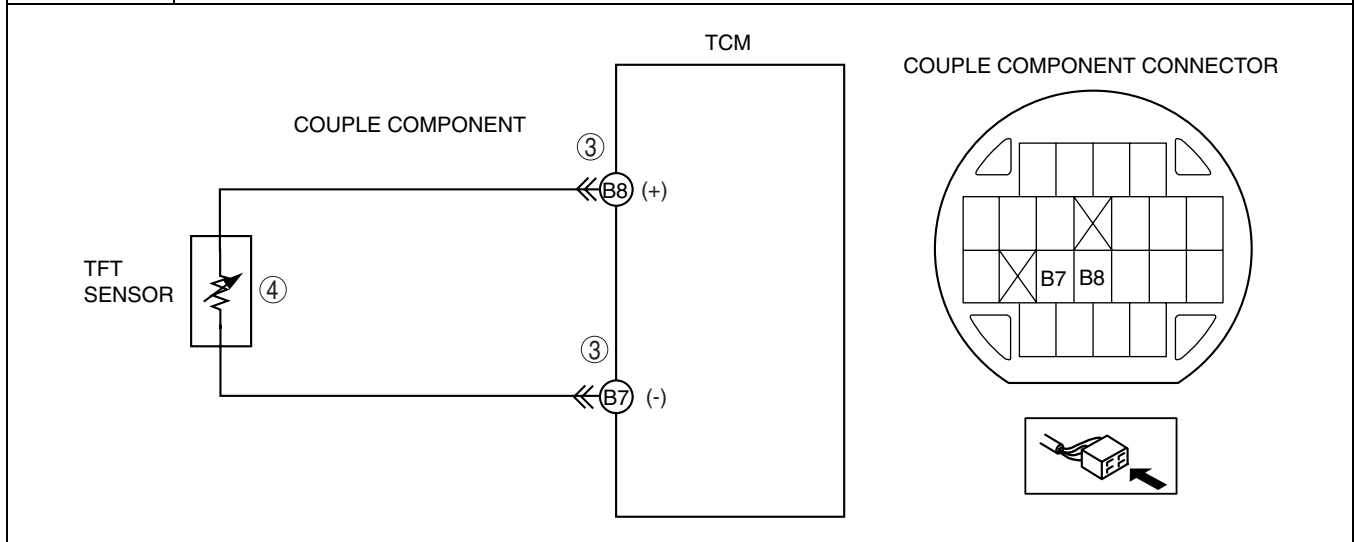 TCM
COUPLE COMPONENT CONNECTOR
COUPLE COMPONENT
③
B8 (+)
TFT
SENSOR
④
B7 B8
③
B7 (-)